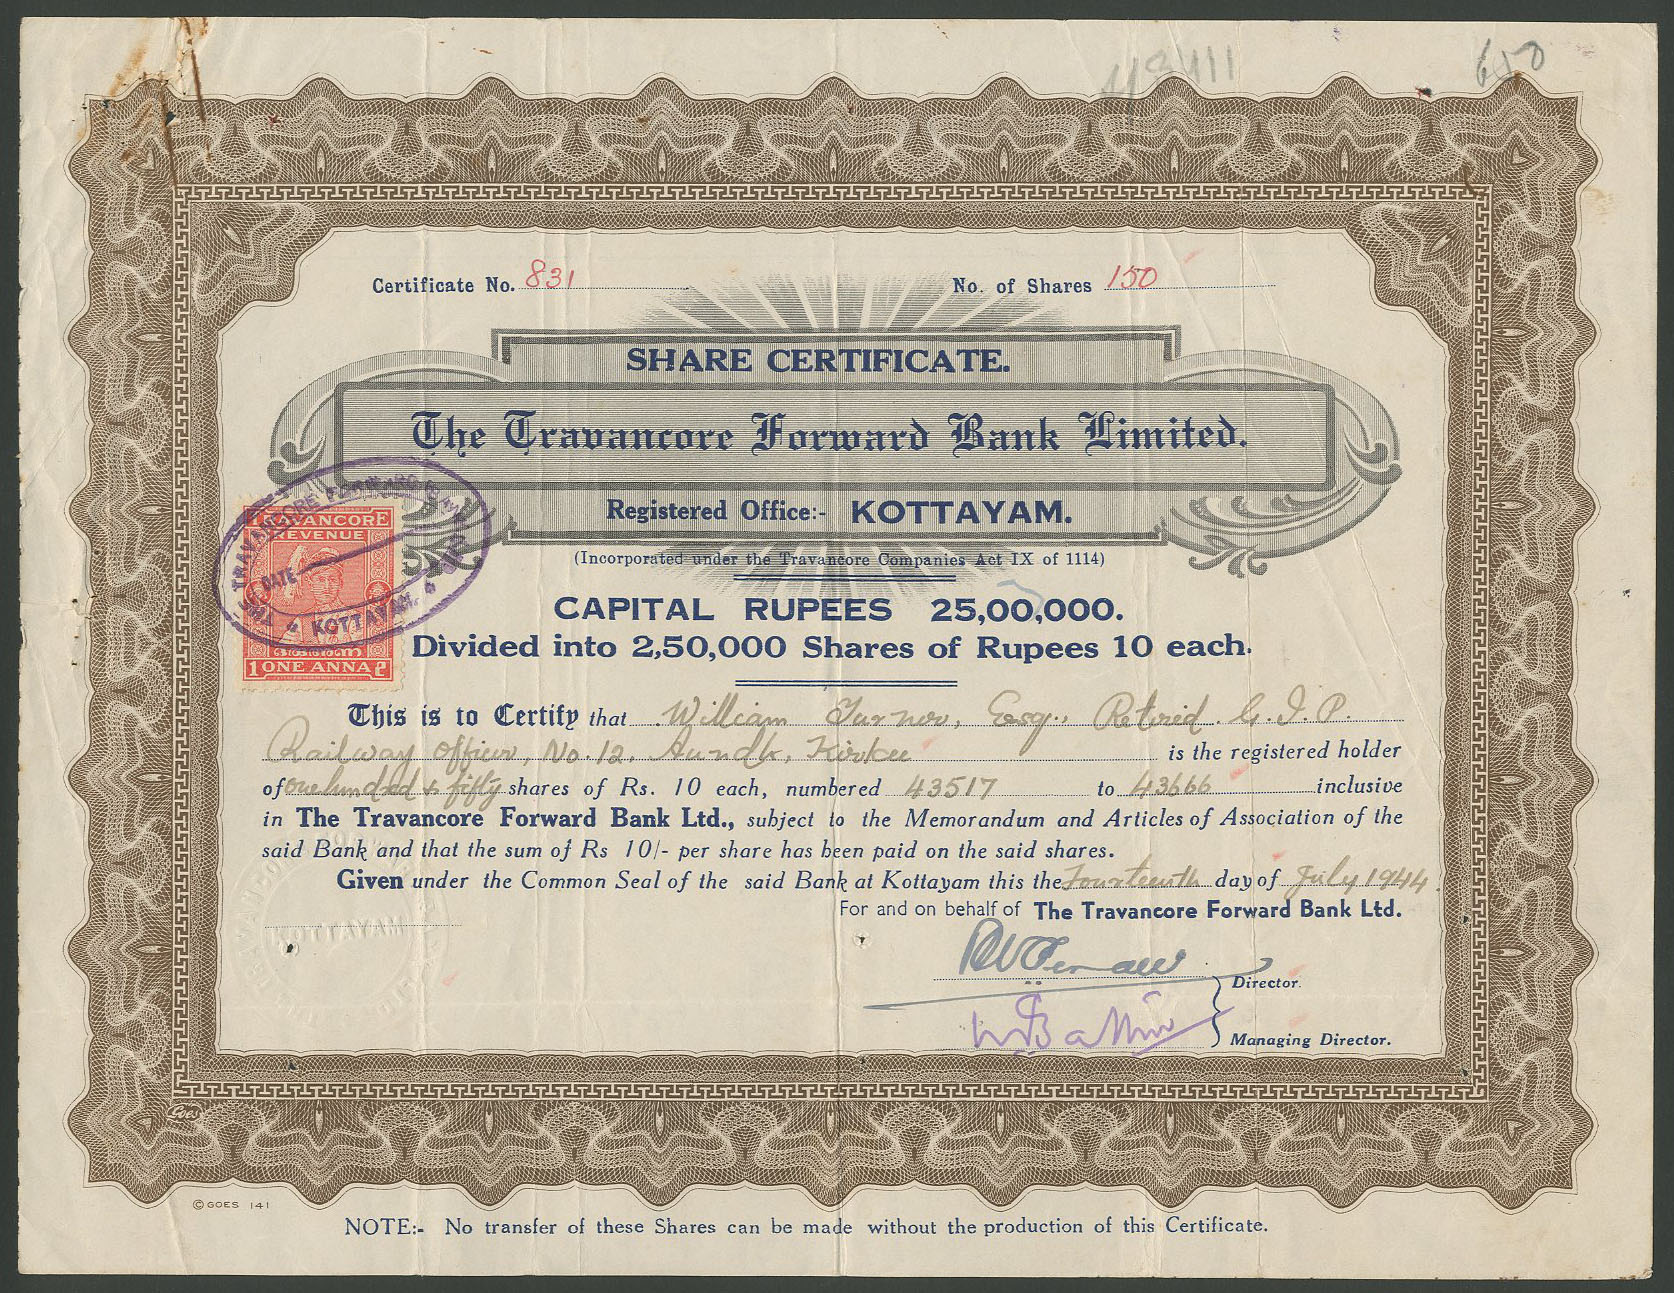 650
Certificate No. 831 No. of Shares 150
SHARE CERTIFICATE.
The Travancore Forward Bank Limited.
Registered Office:- KOTTAYAM.
(Incorporated under the Travancore Companies Act IX of 1114)
THE TRAVANCORE FORWARD BANK
DATE
KOTTAYAM.
TRAVANCORE
REVENUE
1 ONE ANNA
CAPITAL RUPEES 25,00,000.
Divided into 2,50,000 Shares of Rupees 10 each.
This is to Certify that William Turner, Esq., Retired G. I. P.
Railway officer, No. 12, Aundh, Kirkee is the registered holder
of one hundred & fifty shares of Rs. 10 each, numbered 43517 to 43666 inclusive
in The Travancore Forward Bank Ltd., subject to the Memorandum and Articles of Association of the
said Bank and that the sum of Rs 10/- per share has been paid on the said shares.
Given under the Common Seal of the said Bank at Kottayam this the Fourteenth day of July 1944
For and on behalf of The Travancore Forward Bank Ltd.
KOTTAYAM
Director.
Managing Director.
Goes
© GOES 141
NOTE:- No transfer of these Shares can be made without the production of this Certificate.